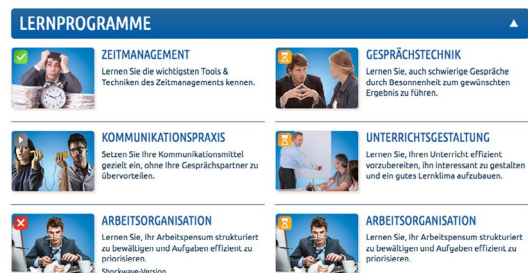 LERNPROGRAMME
ZEITMANAGEMENT
Lernen Sie die wichtigsten Tools &
Techniken des Zeitmanagements kennen.
GESPRÄCHSTECHNIK
Lernen Sie, auch schwierige Gespräche
durch Besonnenheit zum gewünschten
Ergebnis zu führen.
KOMMUNIKATIONSPRAXIS
Setzen Sie Ihre Kommunikationsmittel
gezielt ein, ohne Ihre Gesprächspartner zu
übervorteilen.
UNTERRICHTSGESTALTUNG
Lernen Sie, Ihren Unterricht effizient
vorzubereiten, ihn interessant zu gestalten
und ein gutes Lernklima aufzubauen.
ARBEITSORGANISATION
Lernen Sie, Ihr Arbeitspensum strukturiert
zu bewältigen und Aufgaben effizient zu
priorisieren.
Shockwave-Version
ARBEITSORGANISATION
Lernen Sie, Ihr Arbeitspensum strukturiert
zu bewältigen und Aufgaben effizient zu
priorisieren.